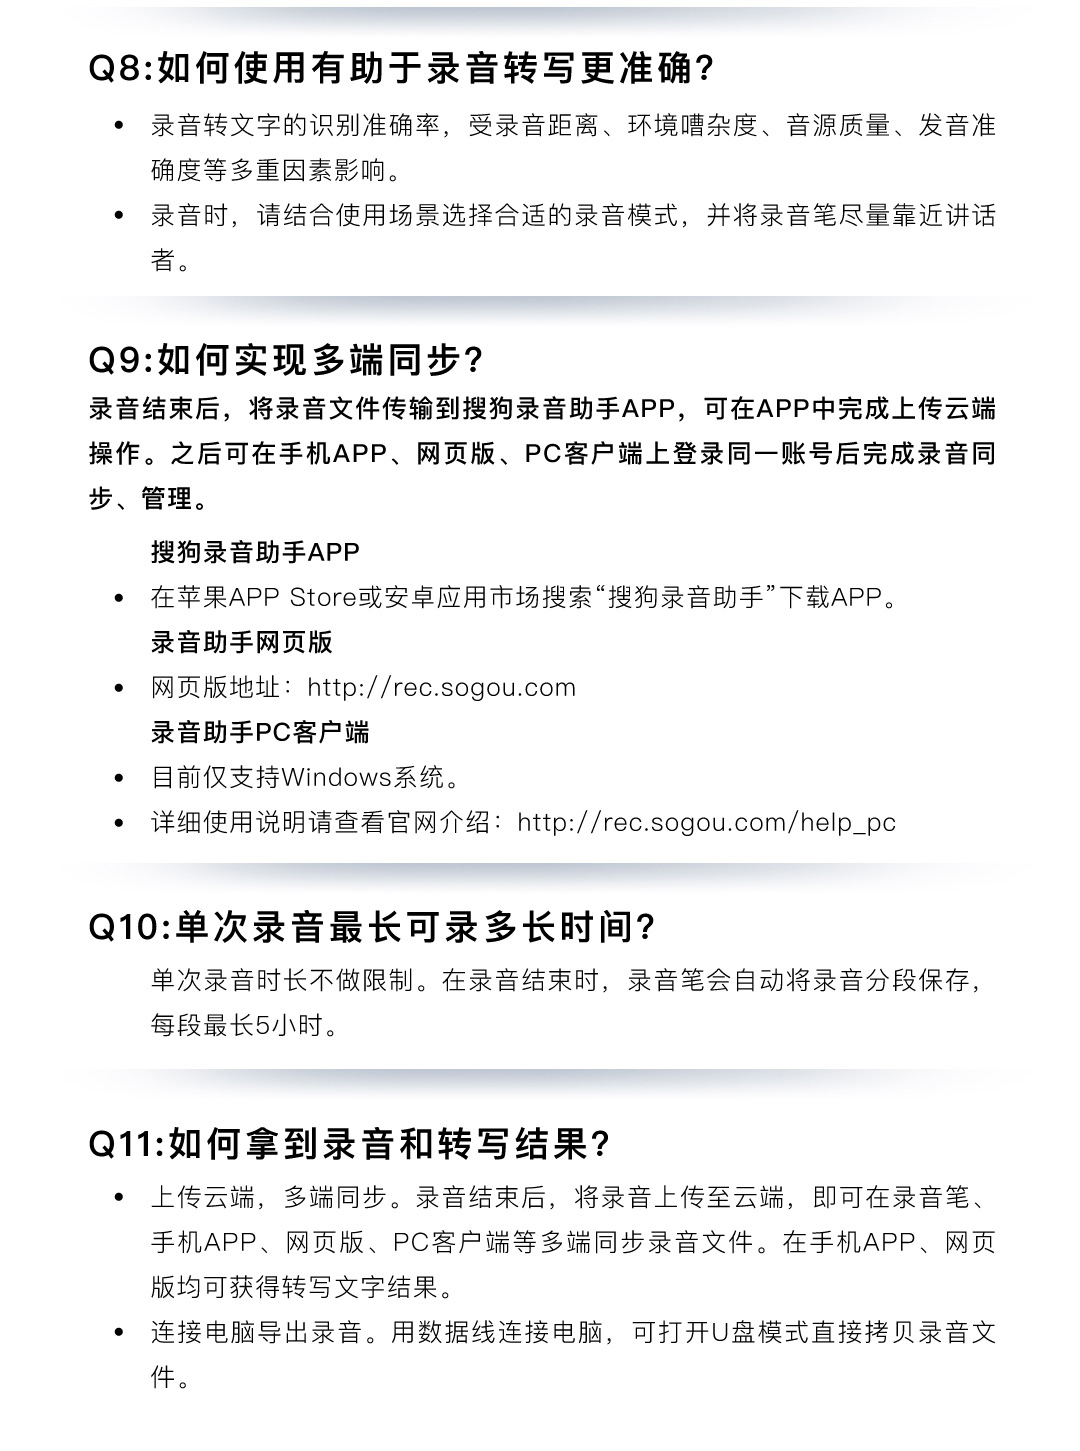 Q8:如何使用有助于录音转写更准确?
• 录音转文字的识别准确率，受录音距离、环境嘈杂度、音源质量、发音准
确度等多重因素影响。
• 录音时，请结合使用场景选择合适的录音模式，并将录音笔尽量靠近讲话
者。
Q9:如何实现多端同步?
录音结束后，将录音文件传输到搜狗录音助手APP，可在APP中完成上传云端
操作。之后可在手机APP、网页版、PC客户端上登录同一账号后完成录音同
步、管理。
搜狗录音助手APP
• 在苹果APP Store或安卓应用市场搜索“搜狗录音助手”下载APP。
录音助手网页版
• 网页版地址：http://rec.sogou.com
录音助手PC客户端
• 目前仅支持Windows系统。
• 详细使用说明请查看官网介绍：http://rec.sogou.com/help_pc
Q10:单次录音最长可录多长时间?
单次录音时长不做限制。在录音结束时，录音笔会自动将录音分段保存，
每段最长5小时。
Q11:如何拿到录音和转写结果?
• 上传云端，多端同步。录音结束后，将录音上传至云端，即可在录音笔、
手机APP、网页版、PC客户端等多端同步录音文件。在手机APP、网页
版均可获得转写文字结果。
• 连接电脑导出录音。用数据线连接电脑，可打开U盘模式直接拷贝录音文
件。